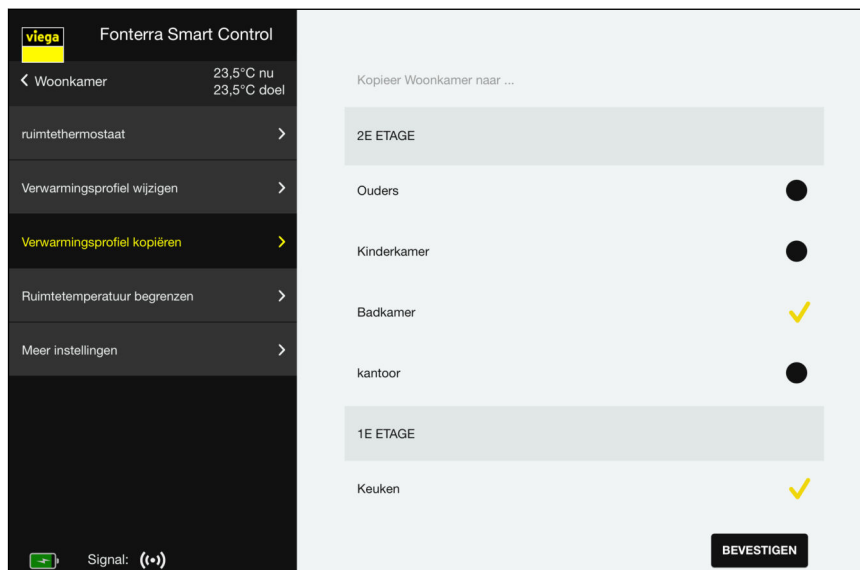 viega
Fonterra Smart Control
Woonkamer
23,5°C nu
23,5°C doel
ruimtethermostaat
Verwarmingsprofiel wijzigen
Verwarmingsprofiel kopiëren
Ruimtetemperatuur begrenzen
Meer instellingen
Signal:
Kopieer Woonkamer naar ...
2E ETAGE
Ouders
Kinderkamer
Badkamer
kantoor
1E ETAGE
Keuken
BEVESTIGEN